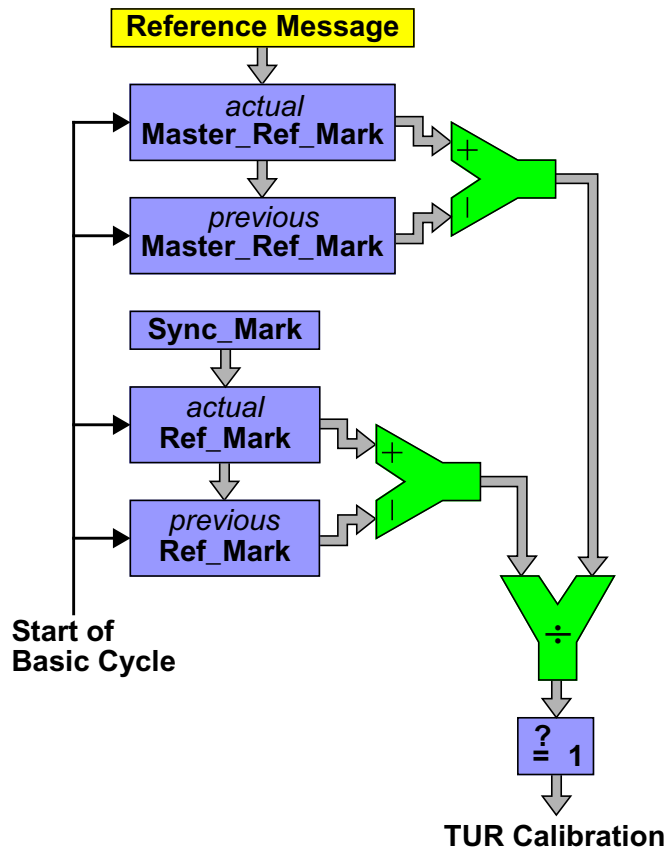 Reference Message
actual
Master_Ref_Mark
+
−
previous
Master_Ref_Mark
Sync_Mark
actual
Ref_Mark
+
−
previous
Ref_Mark
÷
Start of
Basic Cycle
?
= 1
TUR Calibration